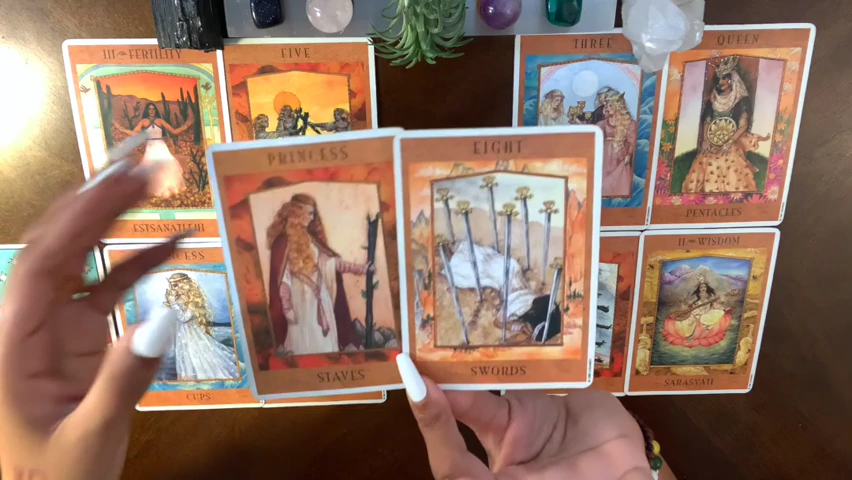 III FERTILITY
FIVE
THREE
QUEEN
PRINCESS
EIGHT
ESTSANATLEHI
PENTACLES
II WISDOM
STAVES
SWORDS
CUPS
SARASVATI